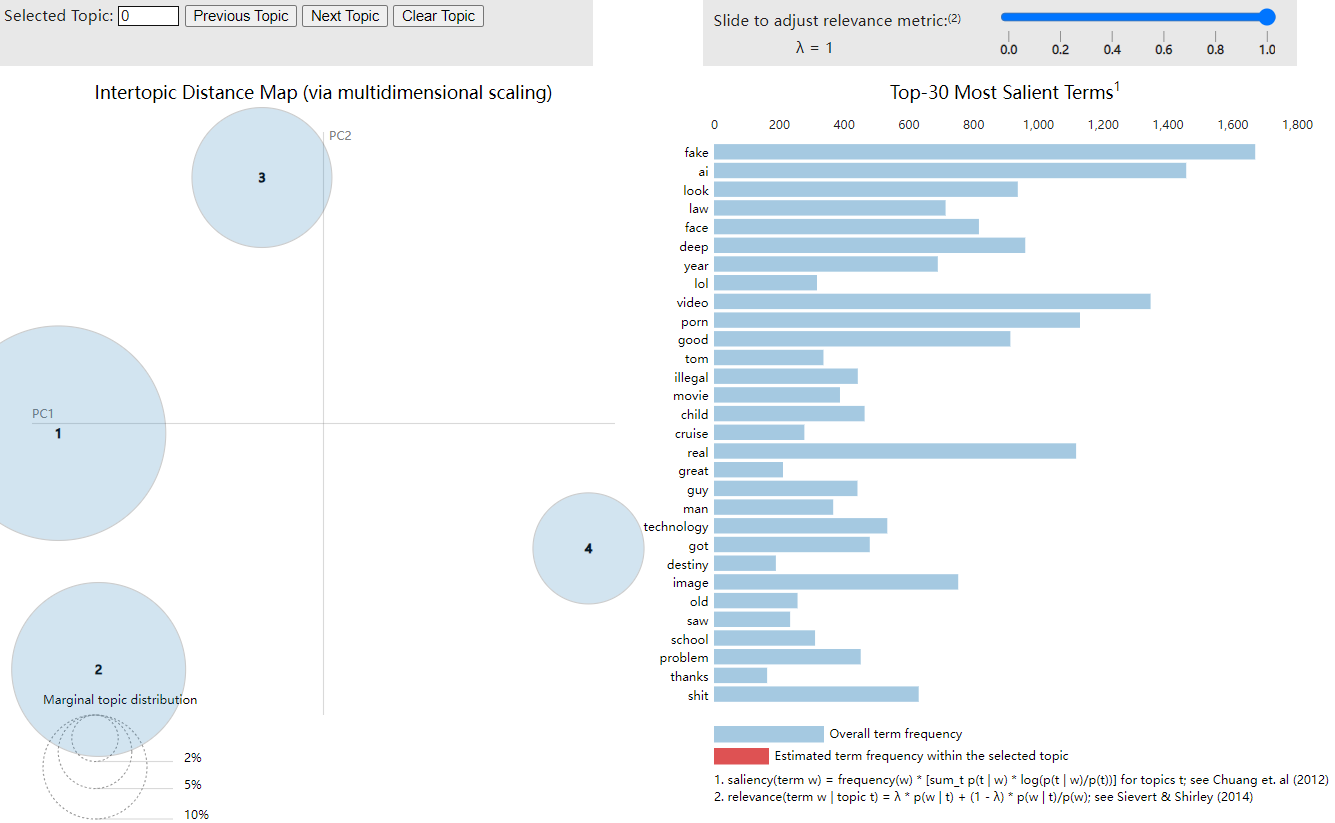 Selected Topic: 0 Previous Topic Next Topic Clear Topic
Slide to adjust relevance metric:(2)
λ = 1
0.0 0.2 0.4 0.6 0.8 1.0
Intertopic Distance Map (via multidimensional scaling)
PC2
3
PC1
1
4
2
Marginal topic distribution
2%
5%
10%
Top-30 Most Salient Terms1
0 200 400 600 800 1,000 1,200 1,400 1,600 1,800
fake
ai
look
law
face
deep
year
lol
video
porn
good
tom
illegal
movie
child
cruise
real
great
guy
man
technology
got
destiny
image
old
saw
school
problem
thanks
shit
Overall term frequency
Estimated term frequency within the selected topic
1. saliency(term w) = frequency(w) * [sum_t p(t | w) * log(p(t | w)/p(t))] for topics t; see Chuang et. al (2012)
2. relevance(term w | topic t) = λ * p(w | t) + (1 - λ) * p(w | t)/p(w); see Sievert & Shirley (2014)